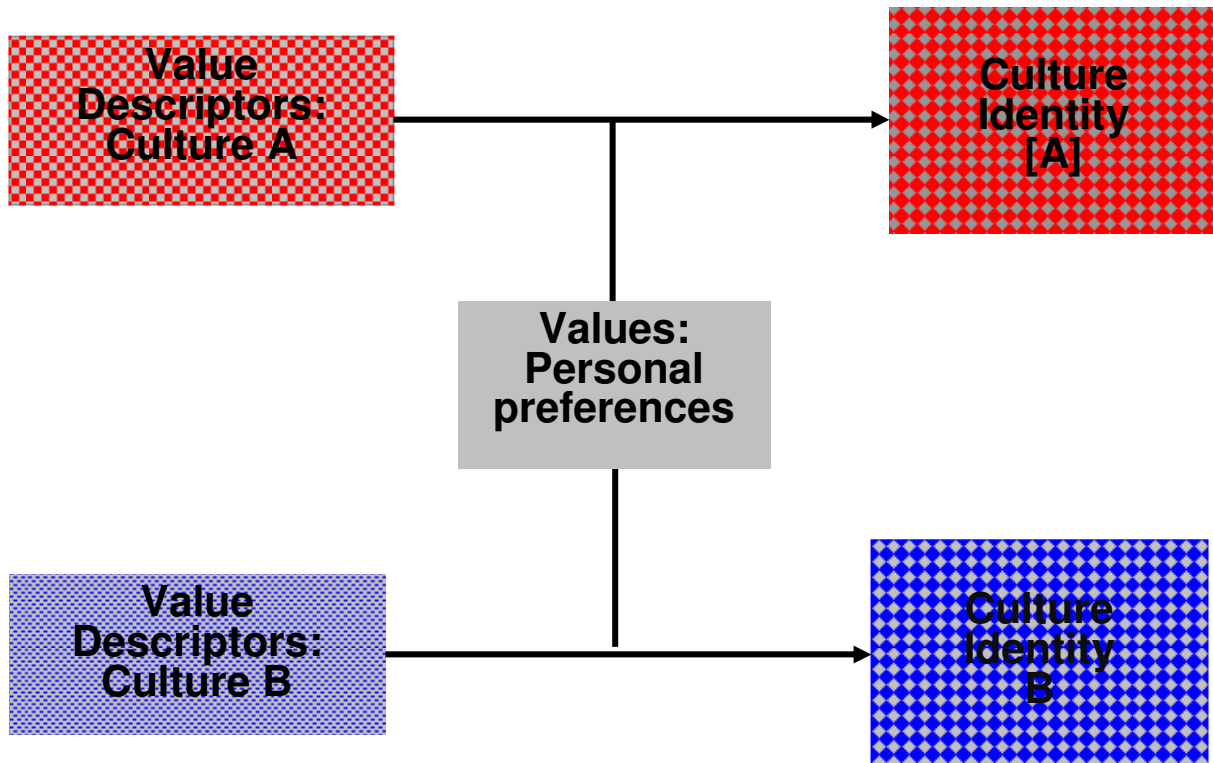 Value
Descriptors:
Culture A
Culture
Identity
[A]
Values:
Personal
preferences
Value
Descriptors:
Culture B
Culture
Identity
B